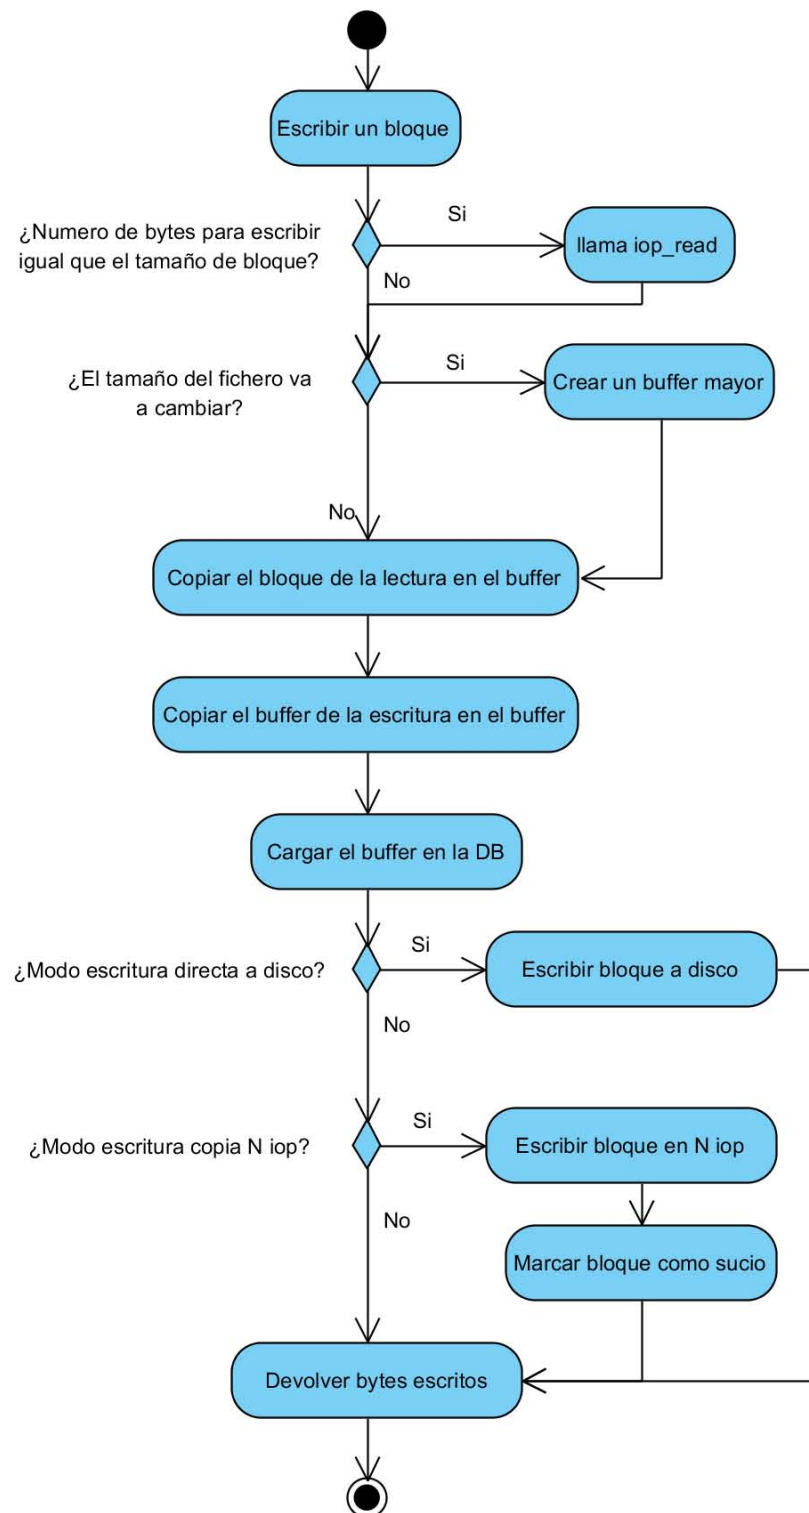 Escribir un bloque
¿Numero de bytes para escribir
igual que el tamaño de bloque?
Si
llama iop_read
No
¿El tamaño del fichero va
a cambiar?
Si
Crear un buffer mayor
No
Copiar el bloque de la lectura en el buffer
Copiar el buffer de la escritura en el buffer
Cargar el buffer en la DB
¿Modo escritura directa a disco?
Si
Escribir bloque a disco
No
¿Modo escritura copia N iop?
Si
Escribir bloque en N iop
No
Marcar bloque como sucio
Devolver bytes escritos